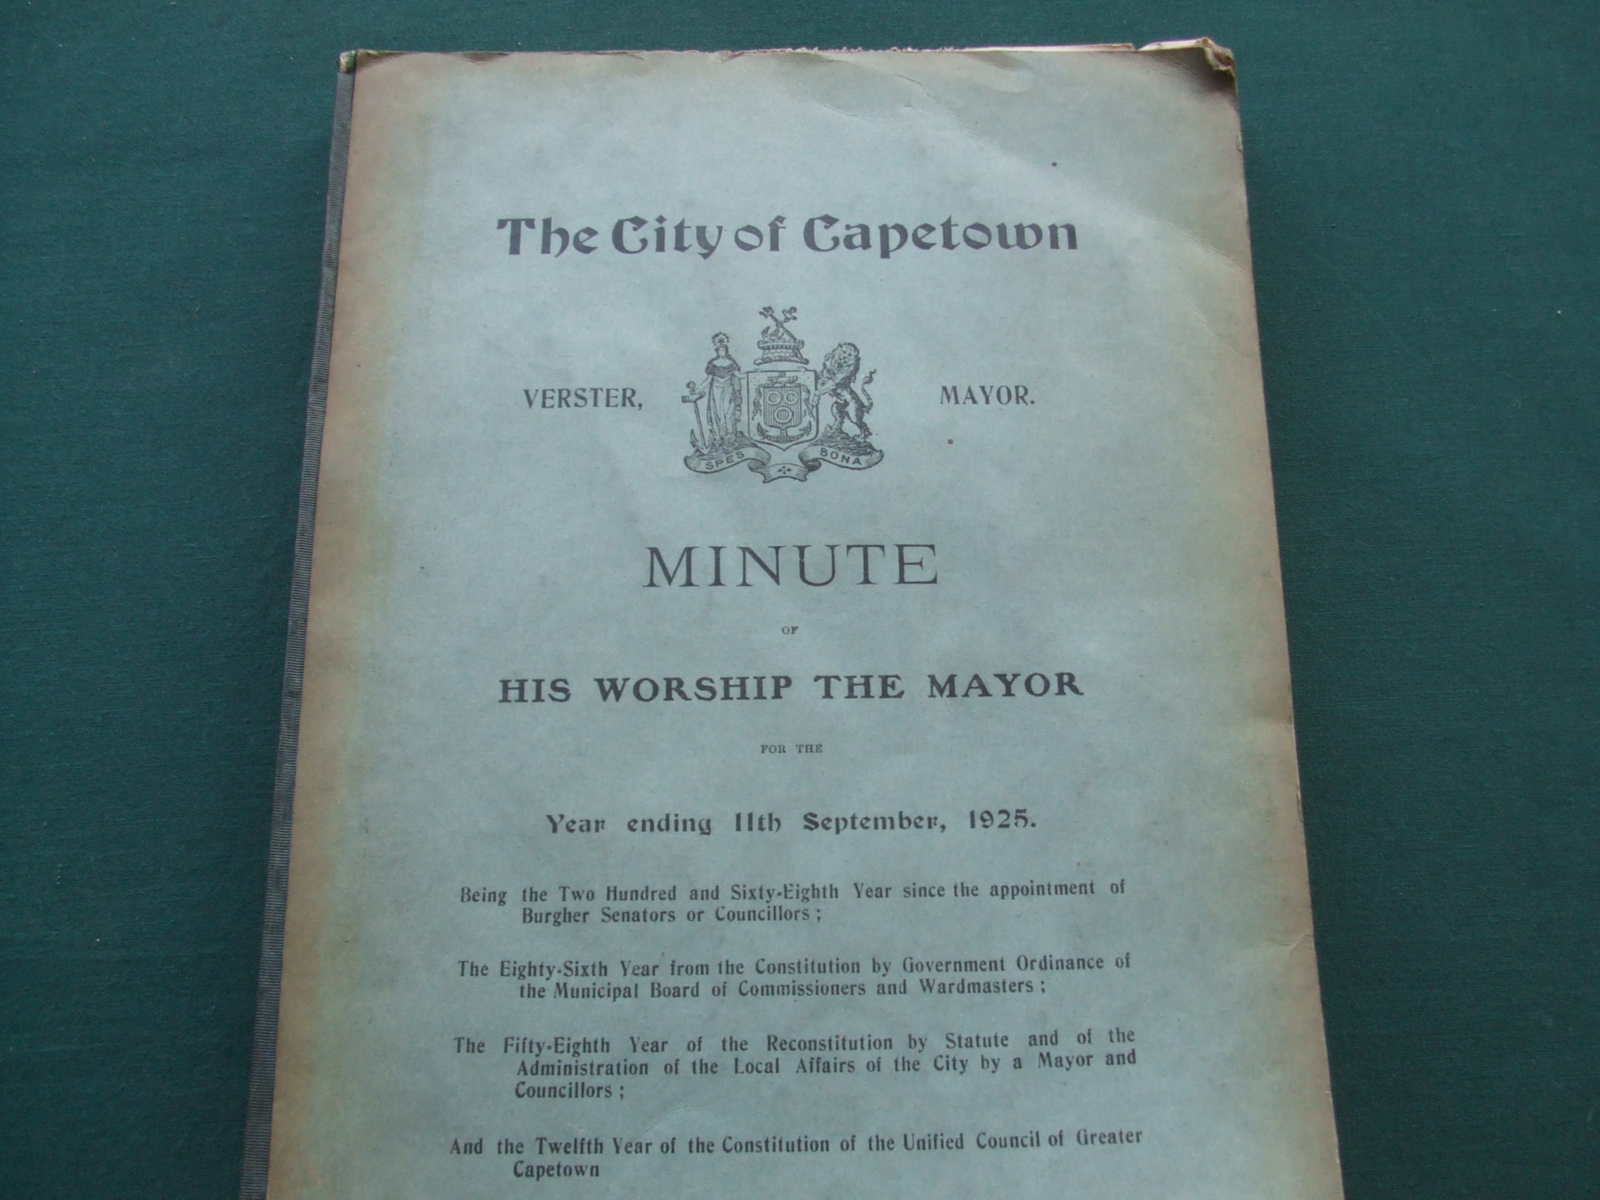 The City of Capetown
VERSTER, MAYOR.
SPES BONA
MINUTE
OF
HIS WORSHIP THE MAYOR
FOR THE
Year ending 11th September, 1925.
Being the Two Hundred and Sixty-Eighth Year since the appointment of
Burgher Senators or Councillors ;
The Eighty-Sixth Year from the Constitution by Government Ordinance of
the Municipal Board of Commissioners and Wardmasters ;
The Fifty-Eighth Year of the Reconstitution by Statute and of the
Administration of the Local Affairs of the City by a Mayor and
Councillors ;
And the Twelfth Year of the Constitution of the Unified Council of Greater
Capetown